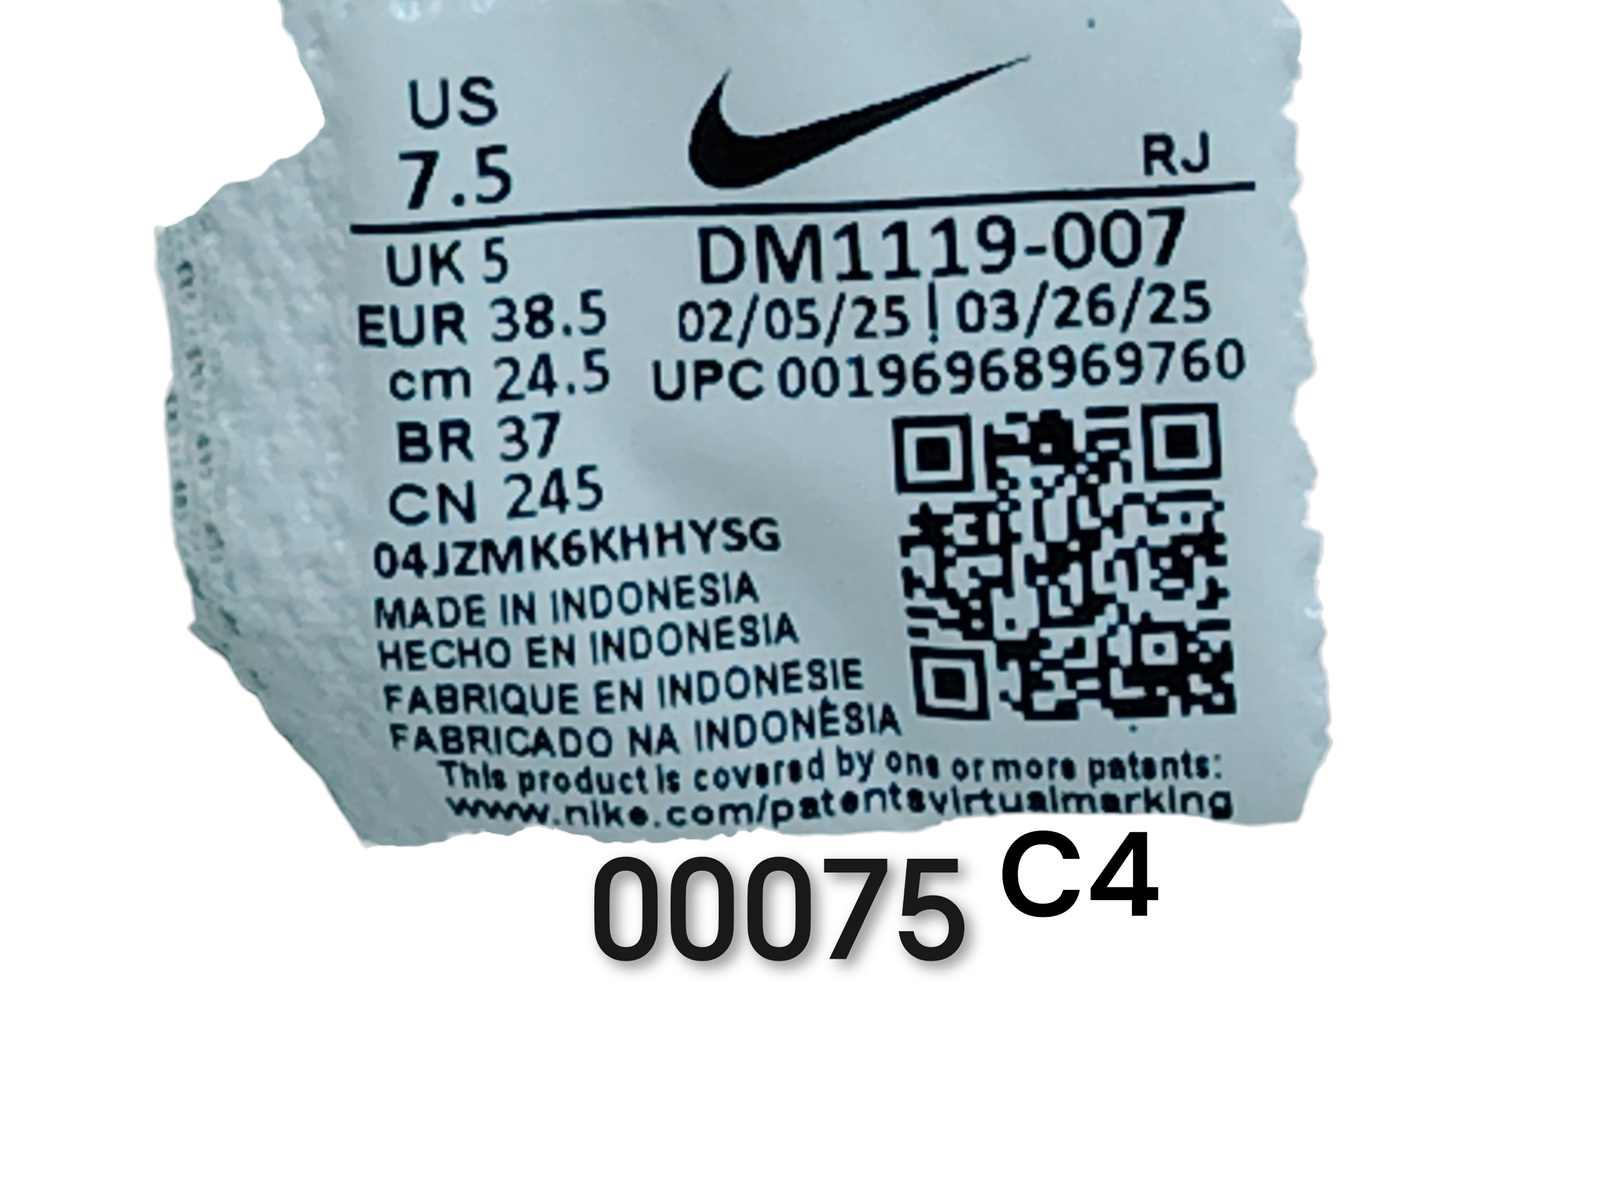 US
7.5
RJ
UK 5
DM1119-007
EUR 38.5
02/05/25 | 03/26/25
cm 24.5
UPC 00196968969760
BR 37
CN 245
04JZMK6KHHYSG
MADE IN INDONESIA
HECHO EN INDONESIA
FABRIQUE EN INDONESIE
FABRICADO NA INDONÉSIA
This product is covered by one or more patents:
www.nike.com/patentsvirtualmarking
00075 C4